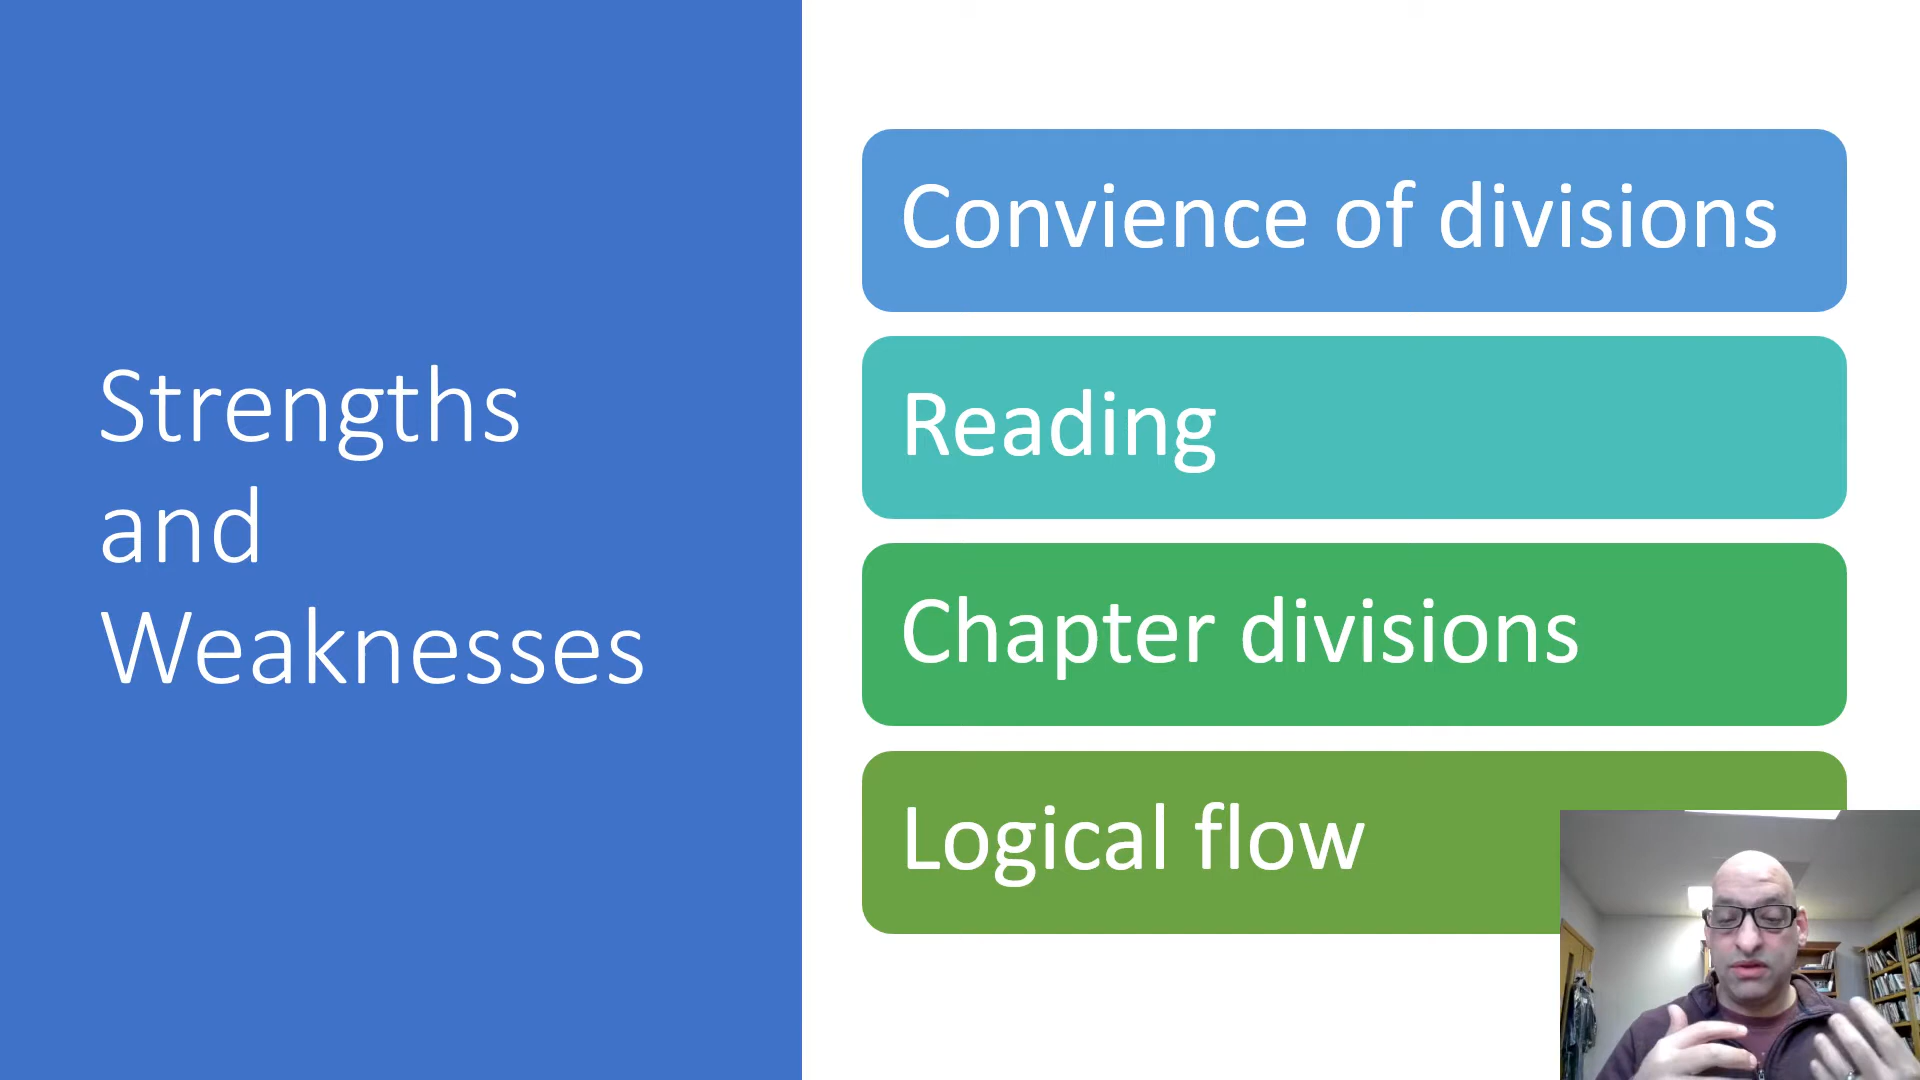 Strengths
and
Weaknesses
Convience of divisions
Reading
Chapter divisions
Logical flow